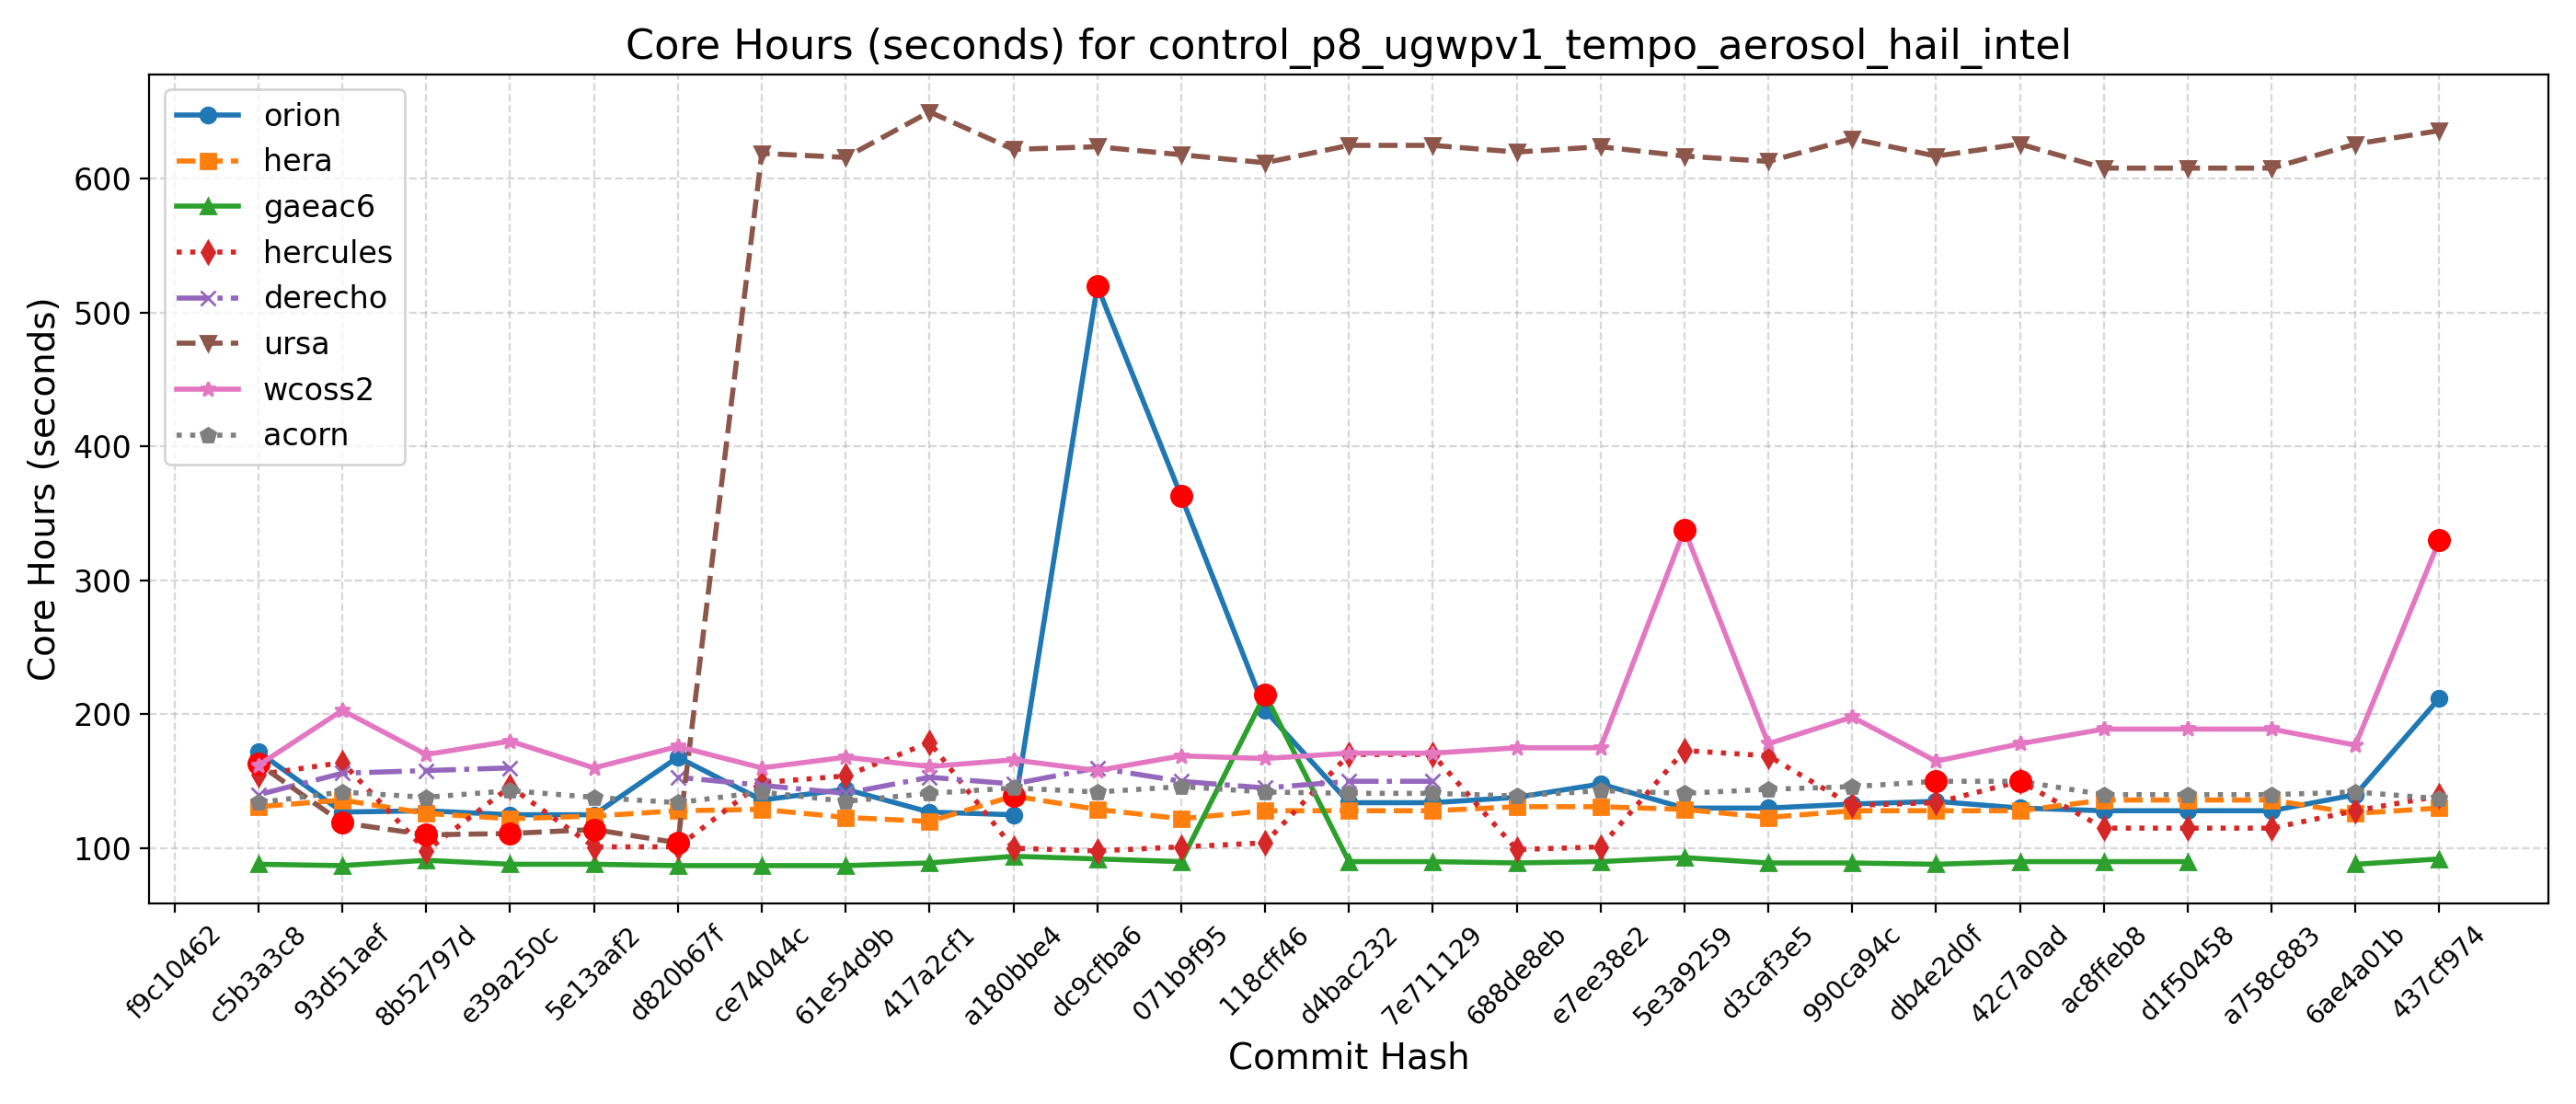 Core Hours (seconds) for control_p8_ugwpv1_tempo_aerosol_hail_intel
Core Hours (seconds)
600
500
400
300
200
100
orion
hera
gaeac6
hercules
derecho
ursa
wcoss2
acorn
f9c10462
c5b3a3c8
93d51aef
8b52797d
e39a250c
5e13aaf2
d820b67f
ce74044c
61e54d9b
417a2cf1
a180bbe4
dc9cfba6
071b9f95
118cff46
d4bac232
7e711129
688de8eb
e7ee38e2
5e3a9259
d3caf3e5
990ca94c
db4e2d0f
42c7a0ad
ac8ffeb8
d1f50458
a758c883
6ae4a01b
437cf974
Commit Hash